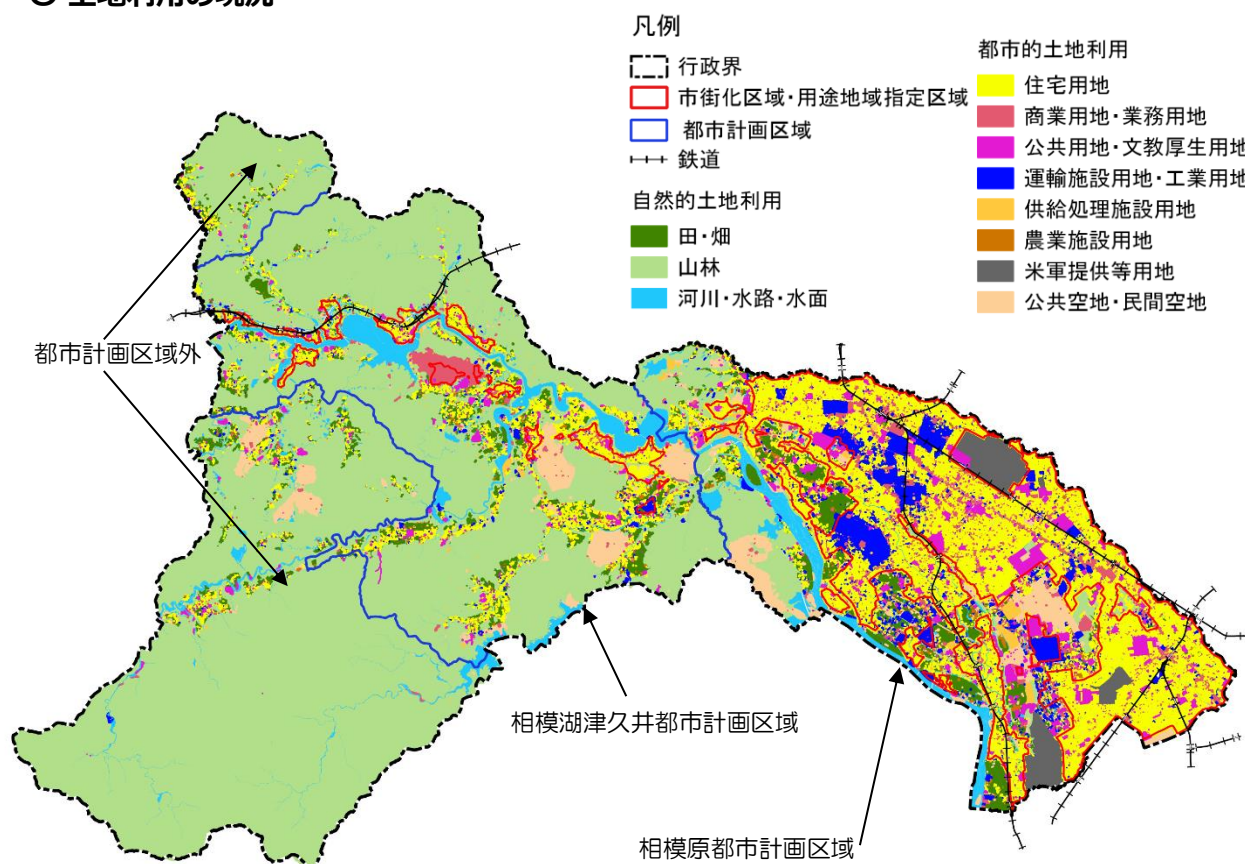 凡例
行政界
市街化区域・用途地域指定区域
都市計画区域
鉄道
自然的土地利用
田・畑
山林
河川・水路・水面
都市的土地利用
住宅用地
商業用地・業務用地
公共用地・文教厚生用地
運輸施設用地・工業用地
供給処理施設用地
農業施設用地
米軍提供等用地
公共空地・民間空地
都市計画区域外
相模湖津久井都市計画区域
相模原都市計画区域